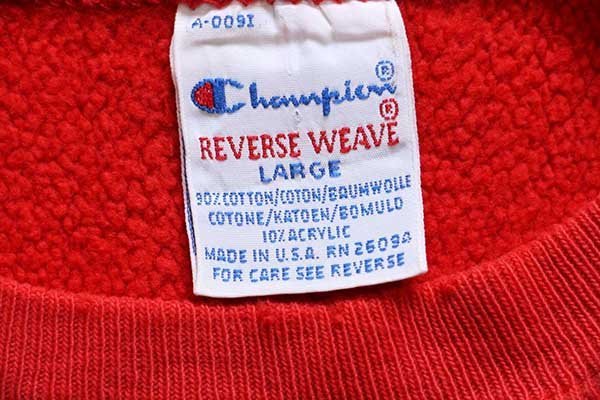 A-0091
Champion®
REVERSE WEAVE®
LARGE
90% COTTON/COTON/BAUMWOLLE
COTONE/KATOEN/BOMULD
10% ACRYLIC
MADE IN U.S.A. RN 26094
FOR CARE SEE REVERSE